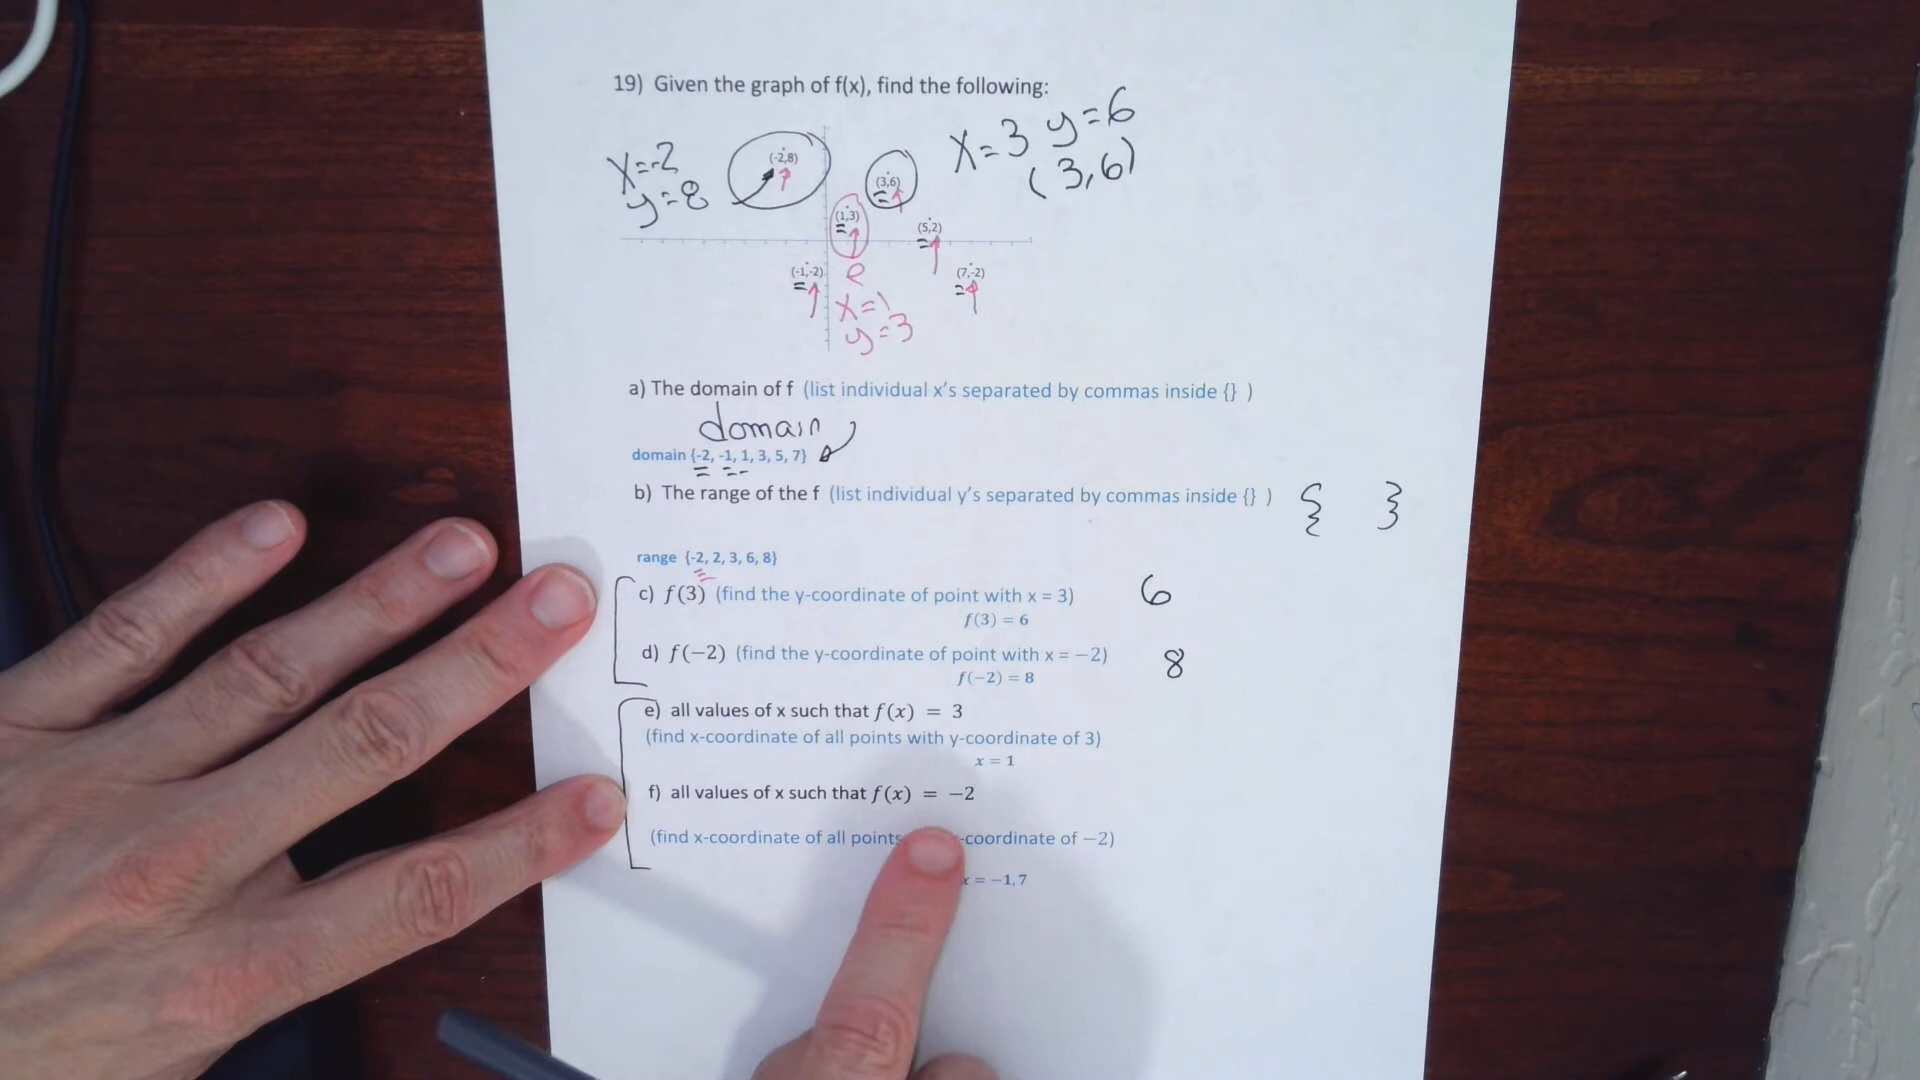 19) Given the graph of f(x), find the following:
x=-2
y=8
(-2,8)
(3,6)
x=3 y=6
(3,6)
(1,3)
(5,2)
(-1,-2)
(7,-2)
e
x=1
y=3
a) The domain of f (list individual x's separated by commas inside {} )
domain
domain {-2, -1, 1, 3, 5, 7}
b) The range of the f (list individual y's separated by commas inside {} ) { }
range {-2, 2, 3, 6, 8}
c) f(3) (find the y-coordinate of point with x = 3) 6
f(3) = 6
d) f(−2) (find the y-coordinate of point with x = −2) 8
f(−2) = 8
e) all values of x such that f(x) = 3
(find x-coordinate of all points with y-coordinate of 3)
x = 1
f) all values of x such that f(x) = −2
(find x-coordinate of all points -coordinate of −2)
x = −1,7